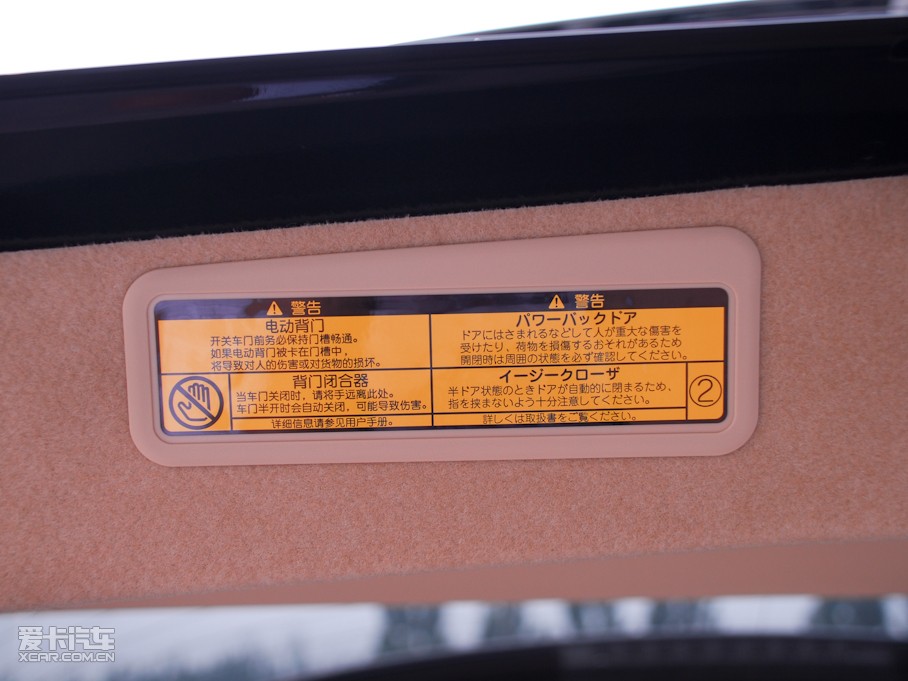 警告
电动背门
开关车门前务必保持门槽畅通。
如果电动背门被卡在门槽中,
将导致对人的伤害或对货物的损坏。
背门闭合器
当车门关闭时，请将手远离此处。
车门半开时会自动关闭，可能导致伤害。
详细信息请参见用户手册。
警告
パワーバックドア
ドアにはさまれるなどして人が重大な傷害を
受けたり、荷物を損傷するおそれがあるため
開閉時は周囲の状態を必ず確認してください。
イージークローザ
半ドア状態のときドアが自動的に閉まるため、
指を挟まないよう十分注意してください。
詳しくは取扱書をご覧ください。
②
爱卡汽车
XCAR.COM.CN